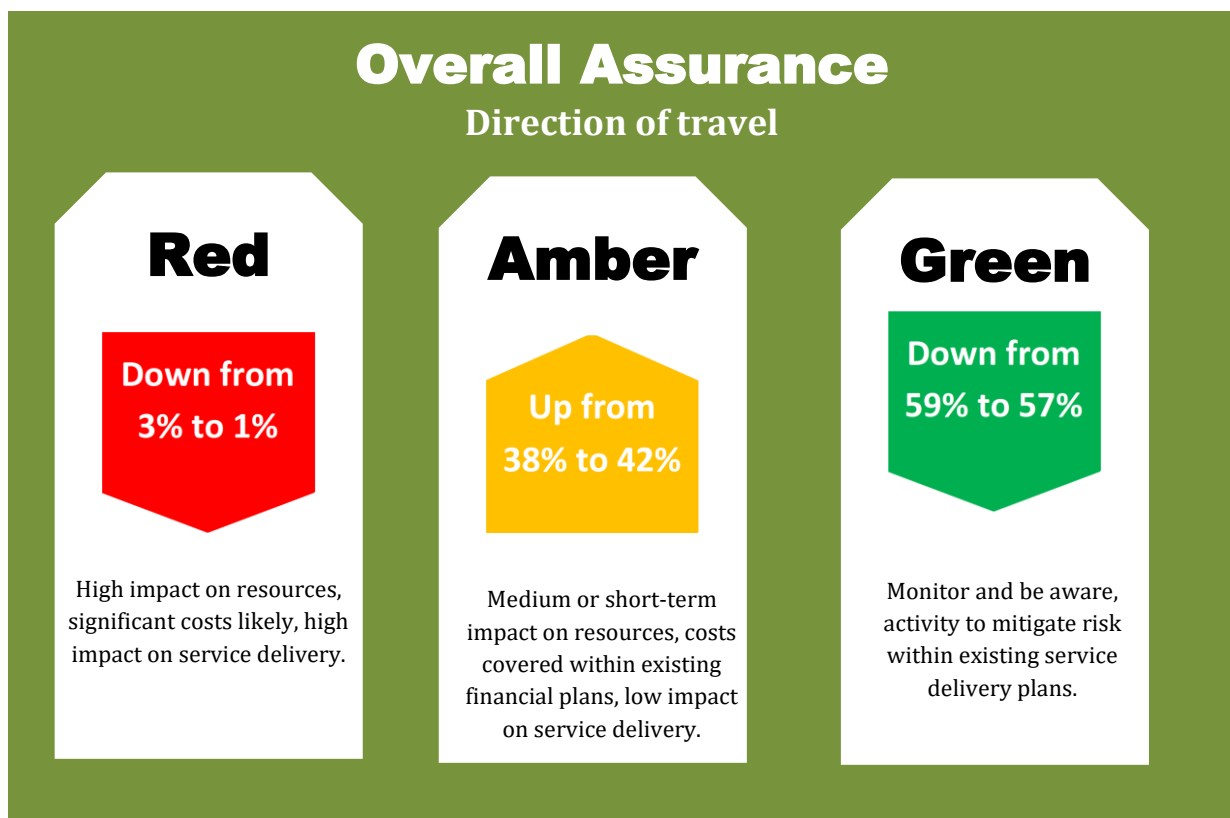 Overall Assurance
Direction of travel
Red
Down from
3% to 1%
High impact on resources,
significant costs likely, high
impact on service delivery.
Amber
Up from
38% to 42%
Medium or short-term
impact on resources, costs
covered within existing
financial plans, low impact
on service delivery.
Green
Down from
59% to 57%
Monitor and be aware,
activity to mitigate risk
within existing service
delivery plans.